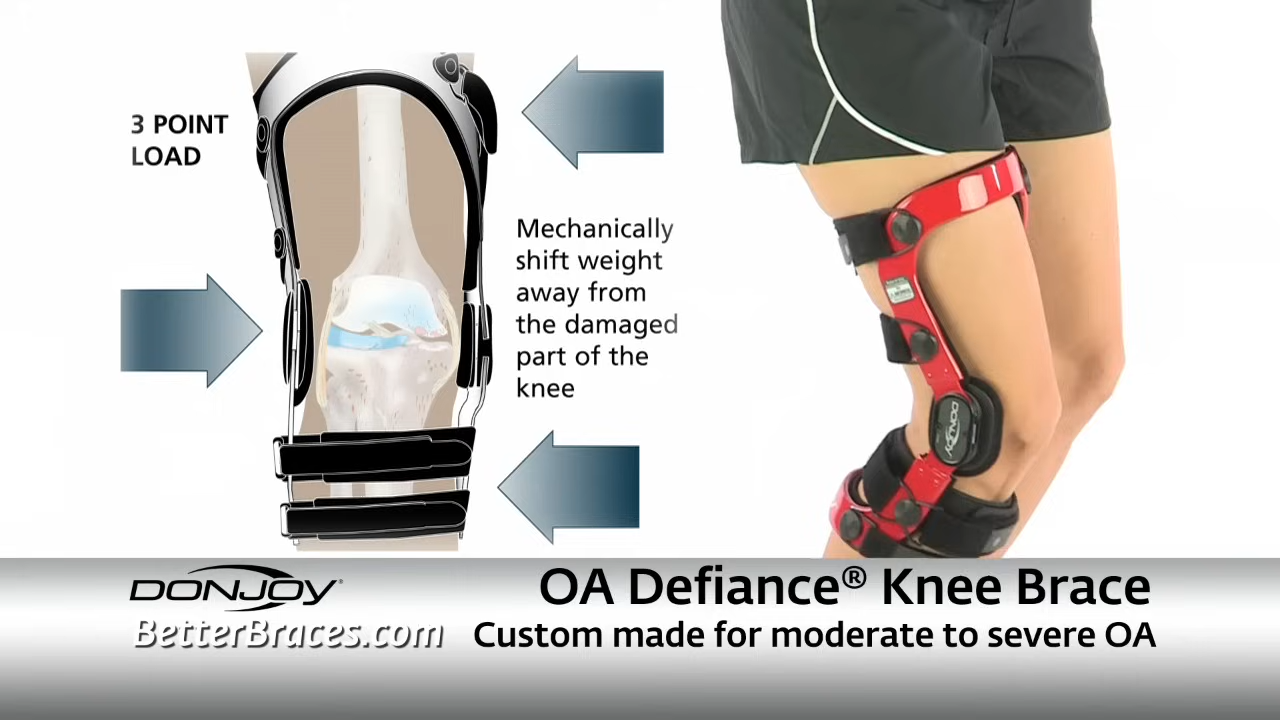 3 POINT
LOAD
Mechanically
shift weight
away from
the damaged
part of the
knee
DONJOY
DONJOY®
OA Defiance® Knee Brace
BetterBraces.com
Custom made for moderate to severe OA